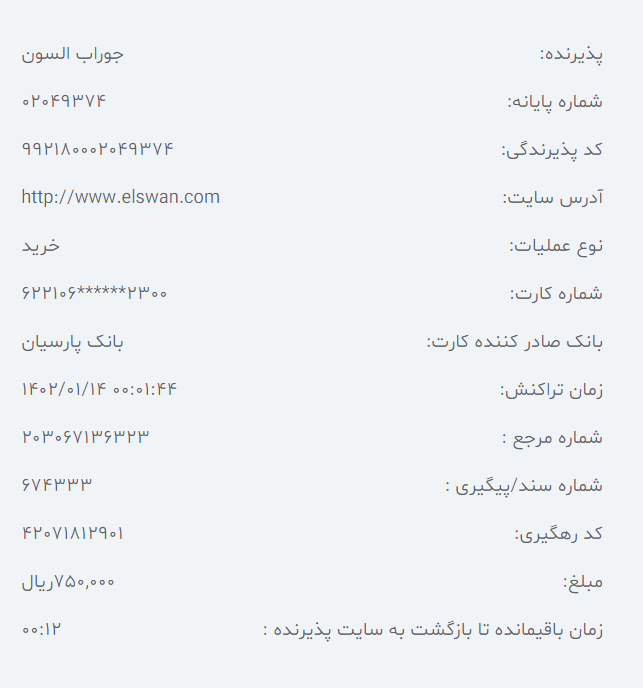 پذیرنده: جوراب السون
شماره پایانه: ۰۲۰۴۹۳۷۴
کد پذیرندگی: ۹۹۲۱۸۰۰۰۲۰۴۹۳۷۴
آدرس سایت: http://www.elswan.com
نوع عملیات: خرید
شماره کارت: ۶۲۲۱۰۶******۲۳۰۰
بانک صادر کننده کارت: بانک پارسیان
زمان تراکنش: ۱۴۰۲/۰۱/۱۴ ۰۰:۰۱:۴۴
شماره مرجع : ۲۰۳۰۶۷۱۳۶۳۲۳
شماره سند/پیگیری : ۶۷۴۳۳۳
کد رهگیری: ۴۲۰۷۱۸۱۲۹۰۱
مبلغ: ۷۵۰,۰۰۰ریال
زمان باقیمانده تا بازگشت به سایت پذیرنده : ۰۰:۱۲